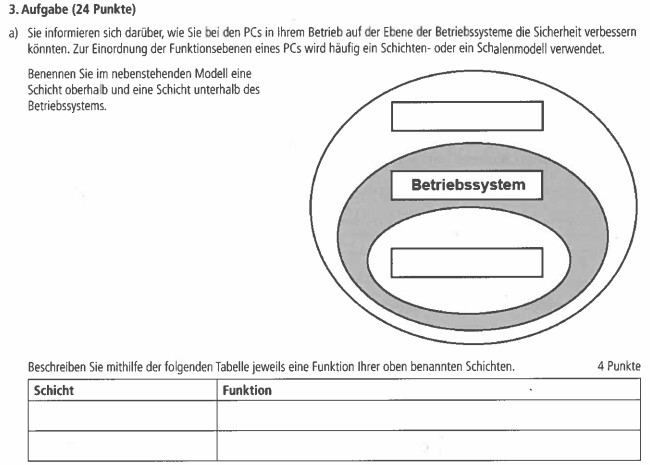 3. Aufgabe (24 Punkte)
a) Sie informieren sich darüber, wie Sie bei den PCs in Ihrem Betrieb auf der Ebene der Betriebssysteme die Sicherheit verbessern
könnten. Zur Einordnung der Funktionsebenen eines PCs wird häufig ein Schichten- oder ein Schalenmodell verwendet.
Benennen Sie im nebenstehenden Modell eine
Schicht oberhalb und eine Schicht unterhalb des
Betriebssystems.
Betriebssystem
Beschreiben Sie mithilfe der folgenden Tabelle jeweils eine Funktion Ihrer oben benannten Schichten. 4 Punkte
Schicht Funktion